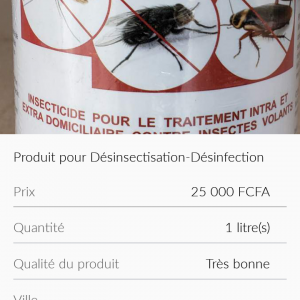 INSECTICIDE POUR LE TRAITEMENT INTRA ET
EXTRA DOMICILIAIRE CONTRE INSECTES VOLANTS
Produit pour Désinsectisation-Désinfection
Prix 25 000 FCFA
Quantité 1 litre(s)
Qualité du produit Très bonne
Ville